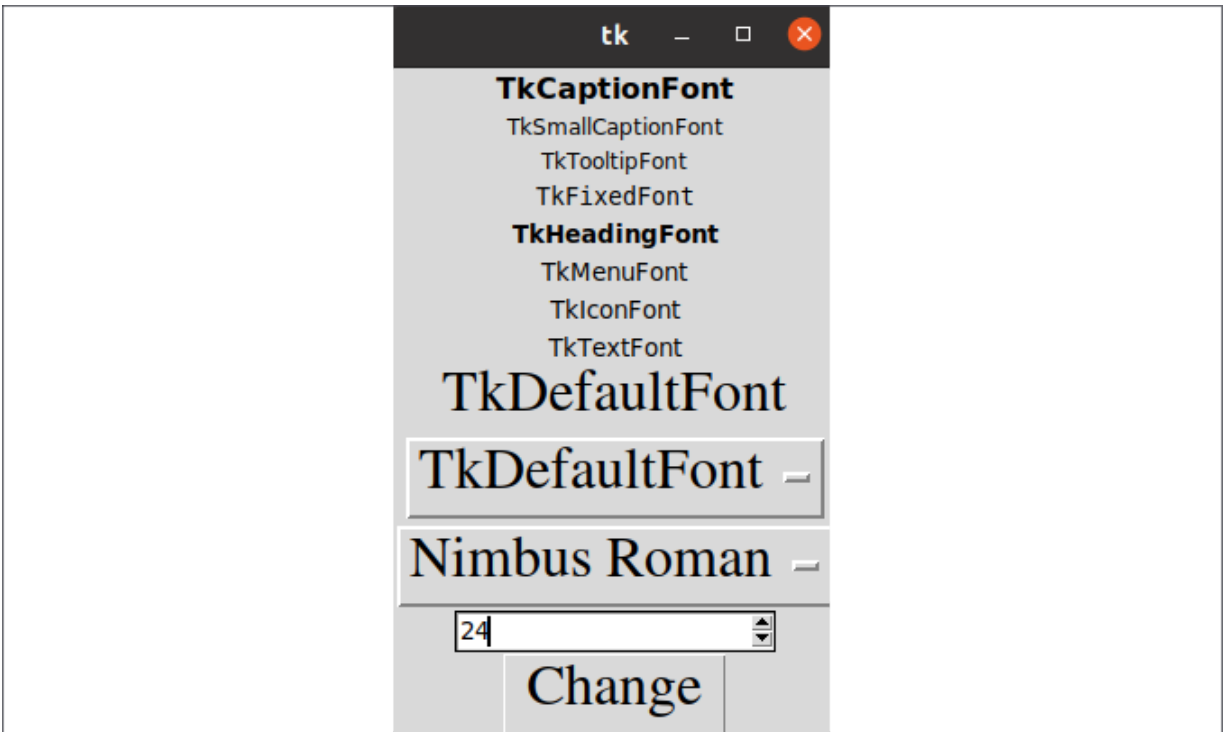 tk
TkCaptionFont
TkSmallCaptionFont
TkTooltipFont
TkFixedFont
TkHeadingFont
TkMenuFont
TkIconFont
TkTextFont
TkDefaultFont
TkDefaultFont
Nimbus Roman
24
Change